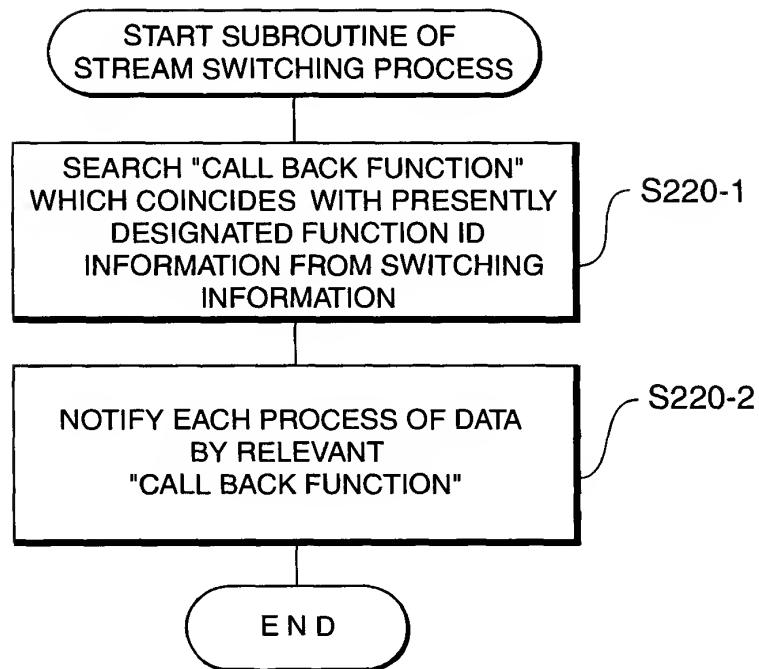 START SUBROUTINE OF
STREAM SWITCHING PROCESS
SEARCH "CALL BACK FUNCTION"
WHICH COINCIDES WITH PRESENTLY
DESIGNATED FUNCTION ID
INFORMATION FROM SWITCHING
INFORMATION
S220-1
NOTIFY EACH PROCESS OF DATA
BY RELEVANT
"CALL BACK FUNCTION"
S220-2
END